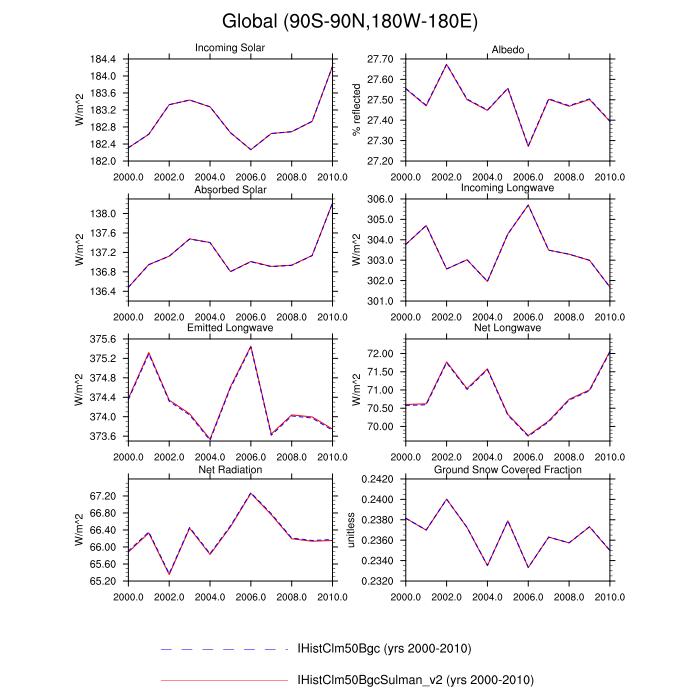 Global (90S-90N,180W-180E)
Incoming Solar
184.4
184.0
183.6
183.2
182.8
182.4
182.0
W/m^2
2000.0 2002.0 2004.0 2006.0 2008.0 2010.0
Albedo
27.70
27.60
27.50
27.40
27.30
27.20
% reflected
2000.0 2002.0 2004.0 2006.0 2008.0 2010.0
Absorbed Solar
138.0
137.6
137.2
136.8
136.4
W/m^2
2000.0 2002.0 2004.0 2006.0 2008.0 2010.0
Incoming Longwave
306.0
305.0
304.0
303.0
302.0
301.0
W/m^2
2000.0 2002.0 2004.0 2006.0 2008.0 2010.0
Emitted Longwave
375.6
375.2
374.8
374.4
374.0
373.6
W/m^2
2000.0 2002.0 2004.0 2006.0 2008.0 2010.0
Net Longwave
72.00
71.50
71.00
70.50
70.00
W/m^2
2000.0 2002.0 2004.0 2006.0 2008.0 2010.0
Net Radiation
67.20
66.80
66.40
66.00
65.60
65.20
W/m^2
2000.0 2002.0 2004.0 2006.0 2008.0 2010.0
Ground Snow Covered Fraction
0.2420
0.2400
0.2380
0.2360
0.2340
0.2320
unitless
2000.0 2002.0 2004.0 2006.0 2008.0 2010.0
IHistClm50Bgc (yrs 2000-2010)
IHistClm50BgcSulman_v2 (yrs 2000-2010)